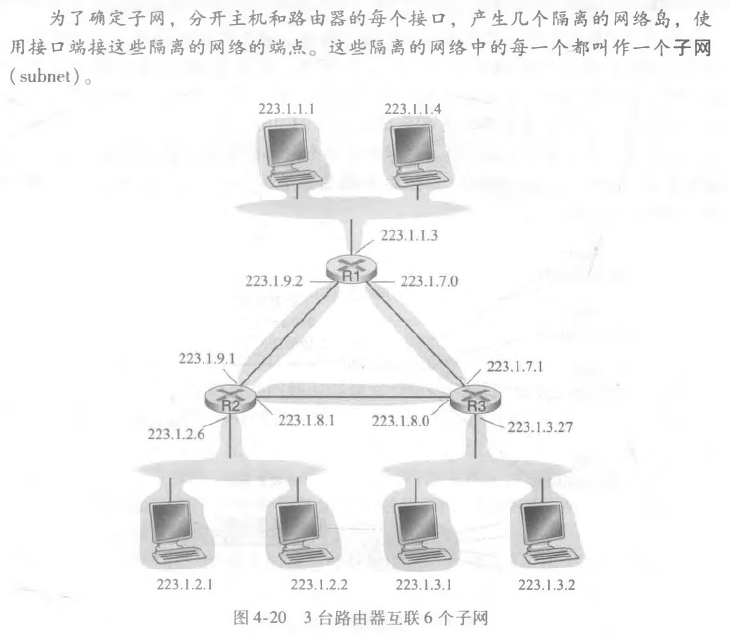 为了确定子网，分开主机和路由器的每个接口，产生几个隔离的网络岛，使
用接口端接这些隔离的网络的端点。这些隔离的网络中的每一个都叫作一个子网
（subnet）。
223.1.1.1
223.1.1.4
223.1.1.3
R1
223.1.9.2
223.1.7.0
223.1.9.1
223.1.7.1
R2
R3
223.1.8.1
223.1.8.0
223.1.2.6
223.1.3.27
223.1.2.1
223.1.2.2
223.1.3.1
223.1.3.2
图4-20 3台路由器互联6个子网